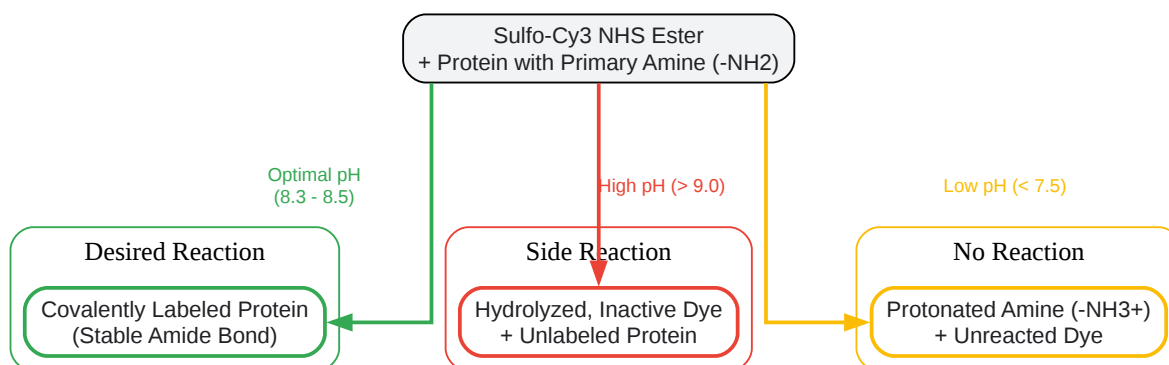 Sulfo-Cy3 NHS Ester
+ Protein with Primary Amine (-NH2)
Optimal pH
(8.3 - 8.5)
High pH (> 9.0)
Low pH (< 7.5)
Desired Reaction
Covalently Labeled Protein
(Stable Amide Bond)
Side Reaction
Hydrolyzed, Inactive Dye
+ Unlabeled Protein
No Reaction
Protonated Amine (-NH3+)
+ Unreacted Dye